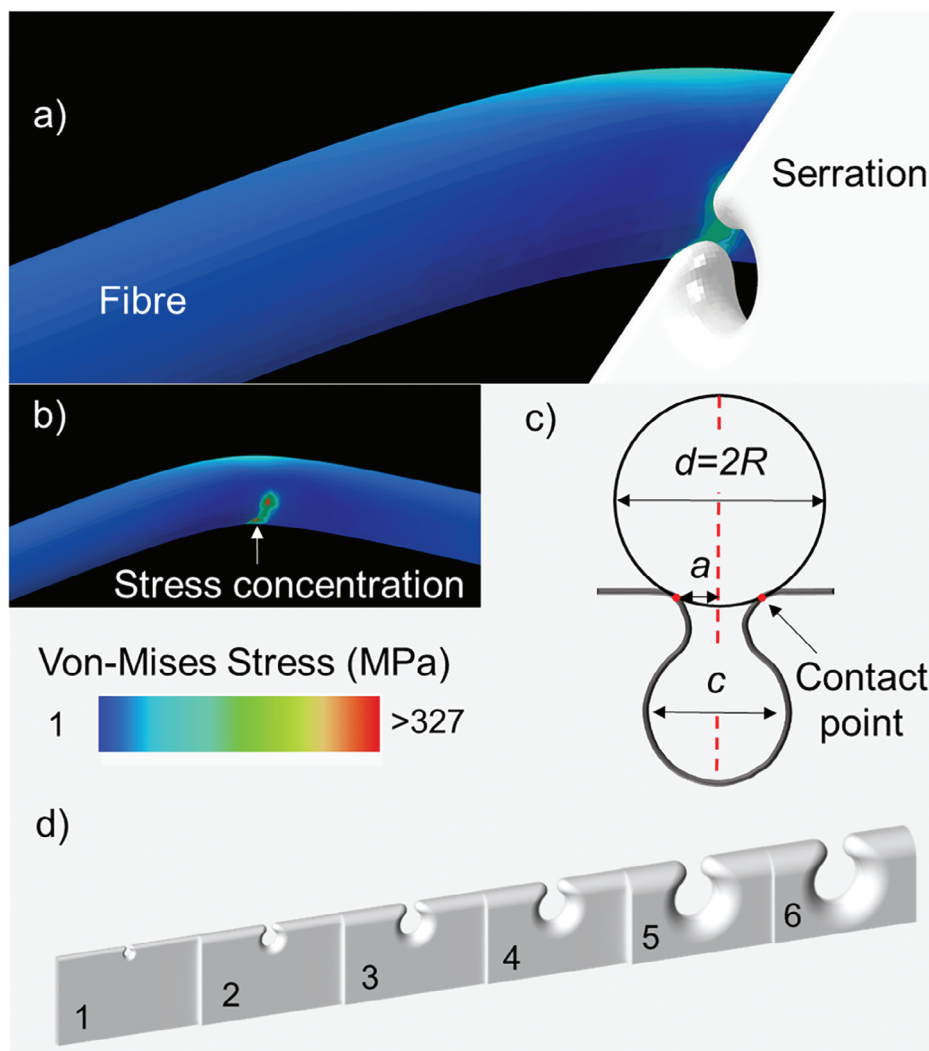 a)
Serration
Fibre
b)
Stress concentration
c)
d=2R
a
c
Contact
point
Von-Mises Stress (MPa)
1
>327
d)
1
2
3
4
5
6